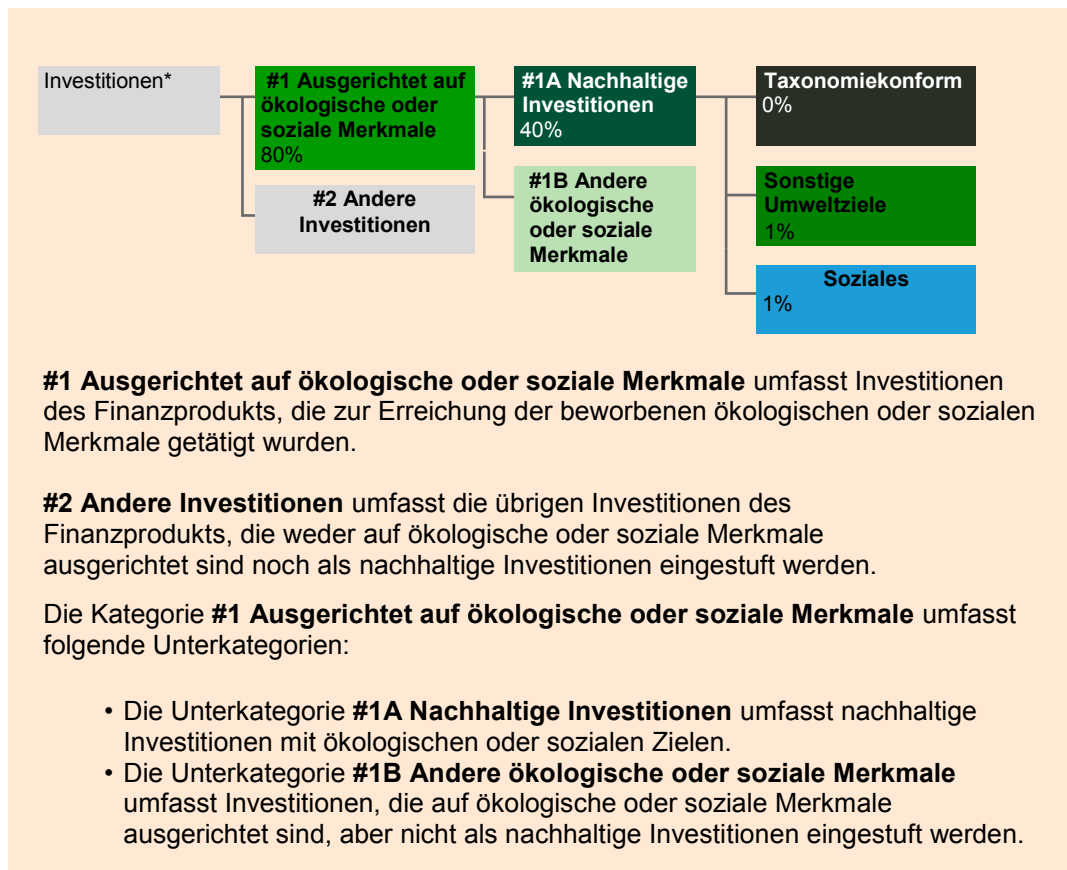 Investitionen*
#1 Ausgerichtet auf
ökologische oder
soziale Merkmale
80%
#2 Andere
Investitionen
#1A Nachhaltige
Investitionen
40%
#1B Andere
ökologische
oder soziale
Merkmale
Taxonomiekonform
0%
Sonstige
Umweltziele
1%
Soziales
1%
#1 Ausgerichtet auf ökologische oder soziale Merkmale umfasst Investitionen
des Finanzprodukts, die zur Erreichung der beworbenen ökologischen oder sozialen
Merkmale getätigt wurden.
#2 Andere Investitionen umfasst die übrigen Investitionen des
Finanzprodukts, die weder auf ökologische oder soziale Merkmale
ausgerichtet sind noch als nachhaltige Investitionen eingestuft werden.
Die Kategorie #1 Ausgerichtet auf ökologische oder soziale Merkmale umfasst
folgende Unterkategorien:
• Die Unterkategorie #1A Nachhaltige Investitionen umfasst nachhaltige
Investitionen mit ökologischen oder sozialen Zielen.
• Die Unterkategorie #1B Andere ökologische oder soziale Merkmale
umfasst Investitionen, die auf ökologische oder soziale Merkmale
ausgerichtet sind, aber nicht als nachhaltige Investitionen eingestuft werden.